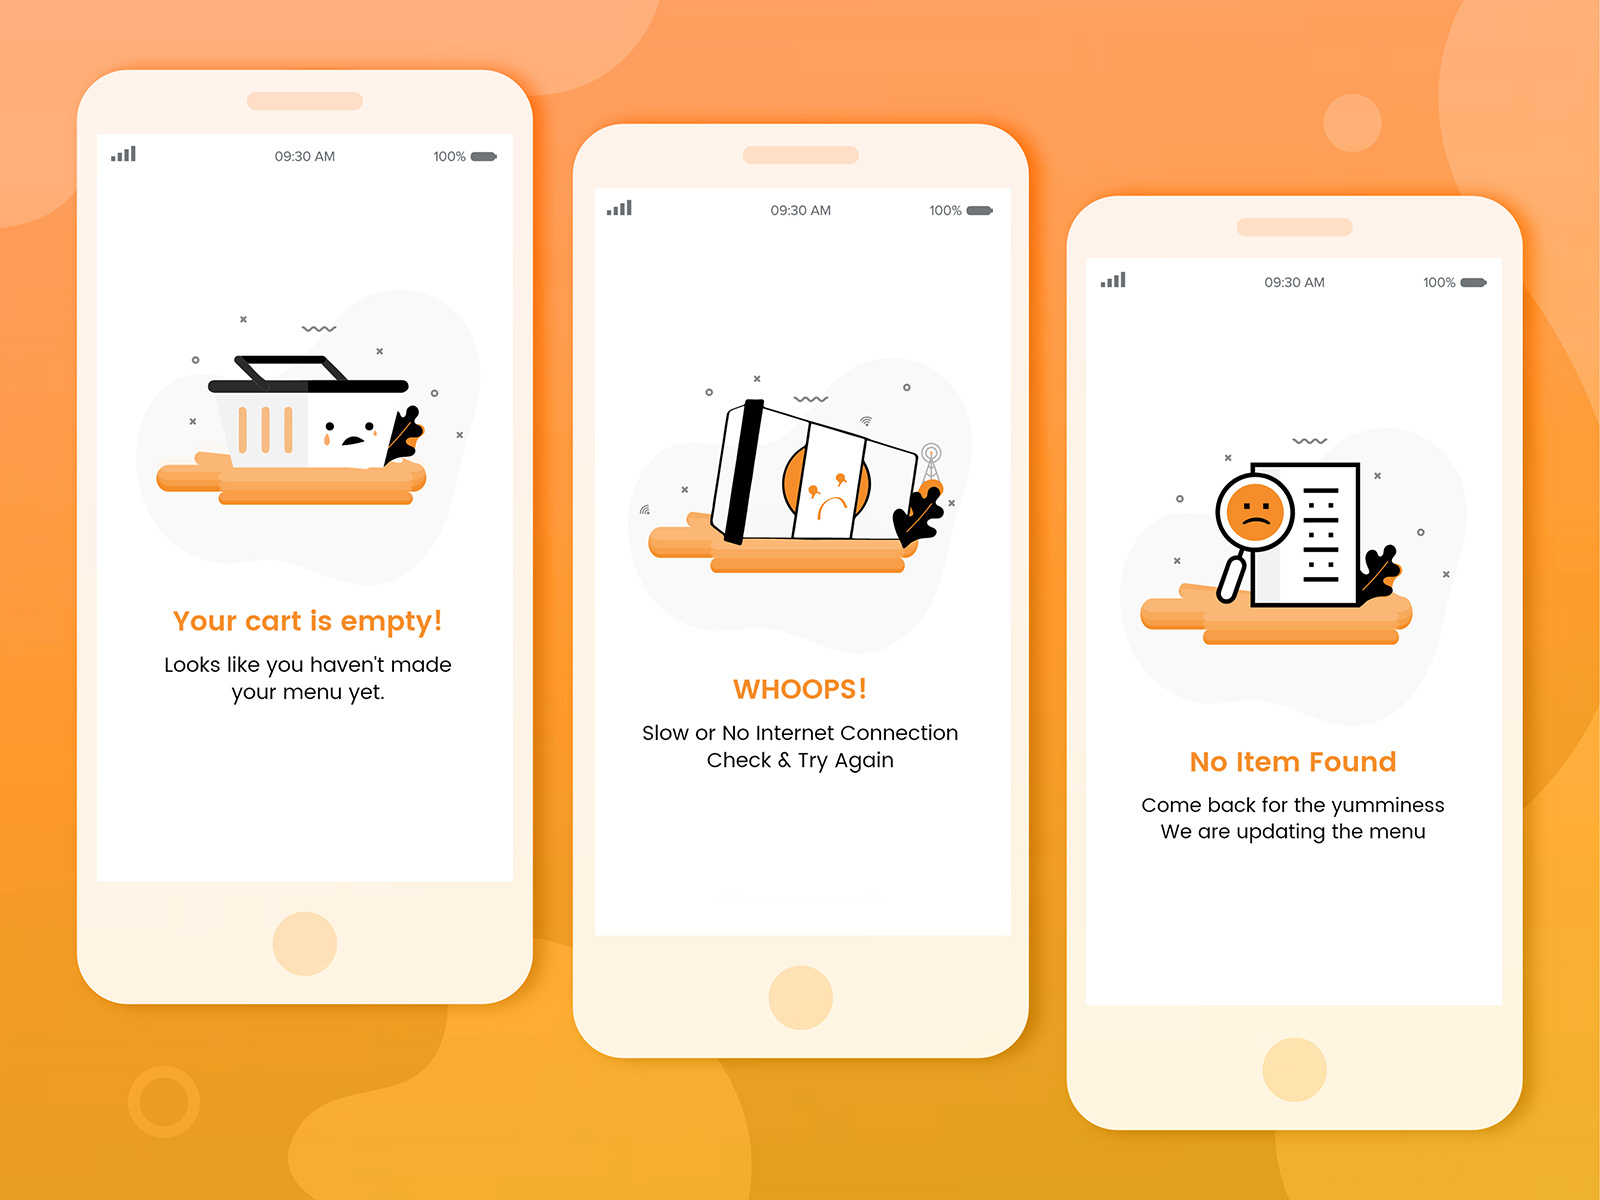 09:30 AM
100%
Your cart is empty!
Looks like you haven't made
your menu yet.
09:30 AM
100%
WHOOPS!
Slow or No Internet Connection
Check & Try Again
09:30 AM
100%
No Item Found
Come back for the yumminess
We are updating the menu